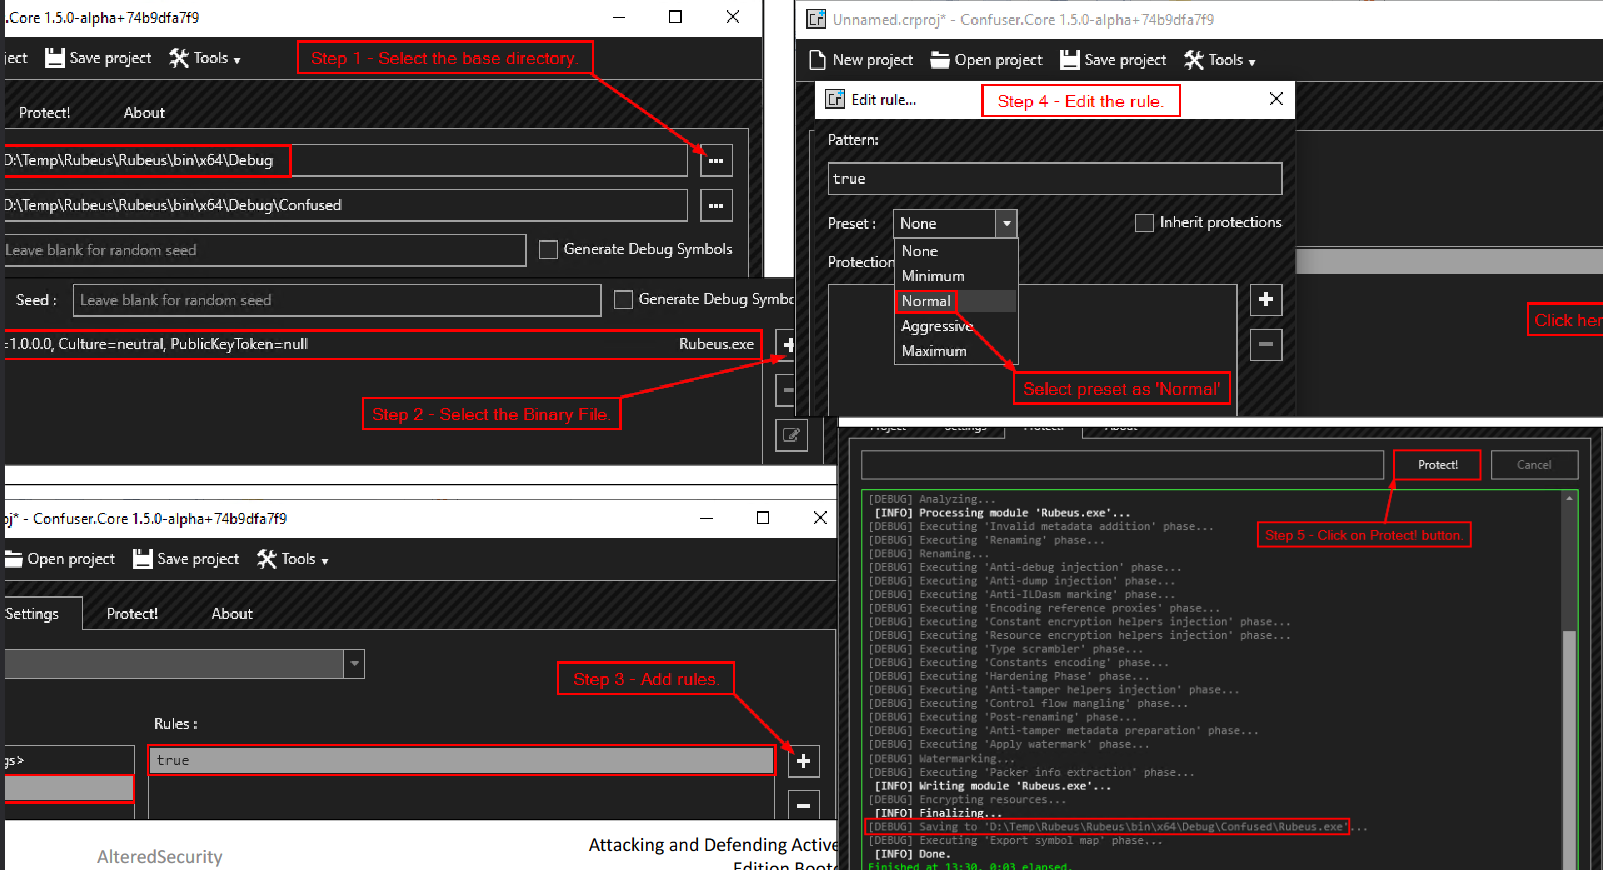 .Core 1.5.0-alpha+74b9dfa7f9
ject Save project Tools
Step 1 - Select the base directory.
Protect! About
D:\Temp\Rubeus\Rubeus\bin\x64\Debug
D:\Temp\Rubeus\Rubeus\bin\x64\Debug\Confused
Leave blank for random seed Generate Debug Symbols
Seed : Leave blank for random seed Generate Debug Symbo
=1.0.0.0, Culture=neutral, PublicKeyToken=null Rubeus.exe
Step 2 - Select the Binary File.
oj* - Confuser.Core 1.5.0-alpha+74b9dfa7f9
Open project Save project Tools
Settings Protect! About
Step 3 - Add rules.
Rules :
gs> true
AlteredSecurity
Attacking and Defending Active
Edition Bootc
Unnamed.crproj* - Confuser.Core 1.5.0-alpha+74b9dfa7f9
New project Open project Save project Tools
Edit rule...
Step 4 - Edit the rule.
Pattern:
true
Preset : None Inherit protections
None
Protection
Minimum
Normal
Aggressive
Maximum
Click her
Select preset as 'Normal'
Project Settings Protect! About
Protect! Cancel
Step 5 - Click on Protect! button.
[DEBUG] Analyzing...
[INFO] Processing module 'Rubeus.exe'...
[DEBUG] Executing 'Invalid metadata addition' phase...
[DEBUG] Executing 'Renaming' phase...
[DEBUG] Renaming...
[DEBUG] Executing 'Anti-debug injection' phase...
[DEBUG] Executing 'Anti-dump injection' phase...
[DEBUG] Executing 'Anti-ILDasm marking' phase...
[DEBUG] Executing 'Encoding reference proxies' phase...
[DEBUG] Executing 'Constant encryption helpers injection' phase...
[DEBUG] Executing 'Resource encryption helpers injection' phase...
[DEBUG] Executing 'Type scrambler' phase...
[DEBUG] Executing 'Constants encoding' phase...
[DEBUG] Executing 'Hardening Phase' phase...
[DEBUG] Executing 'Anti-tamper helpers injection' phase...
[DEBUG] Executing 'Control flow mangling' phase...
[DEBUG] Executing 'Post-renaming' phase...
[DEBUG] Executing 'Anti-tamper metadata preparation' phase...
[DEBUG] Executing 'Apply watermark' phase...
[DEBUG] Watermarking...
[DEBUG] Executing 'Packer info extraction' phase...
[INFO] Writing module 'Rubeus.exe'...
[DEBUG] Encrypting resources...
[INFO] Finalizing...
[DEBUG] Saving to 'D:\Temp\Rubeus\Rubeus\bin\x64\Debug\Confused\Rubeus.exe'...
[DEBUG] Executing 'Export symbol map' phase...
[INFO] Done.
Finished at 13:30, 0:03 elapsed.